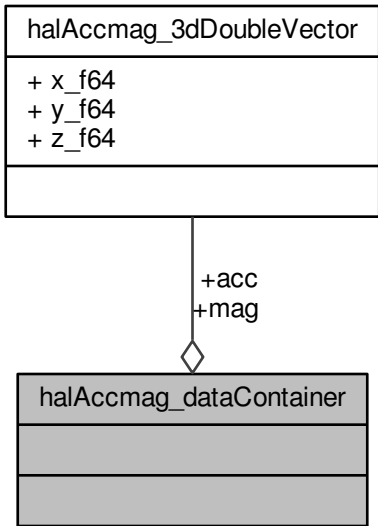 halAccmag_3dDoubleVector
+ x_f64
+ y_f64
+ z_f64
+acc
+mag
halAccmag_dataContainer